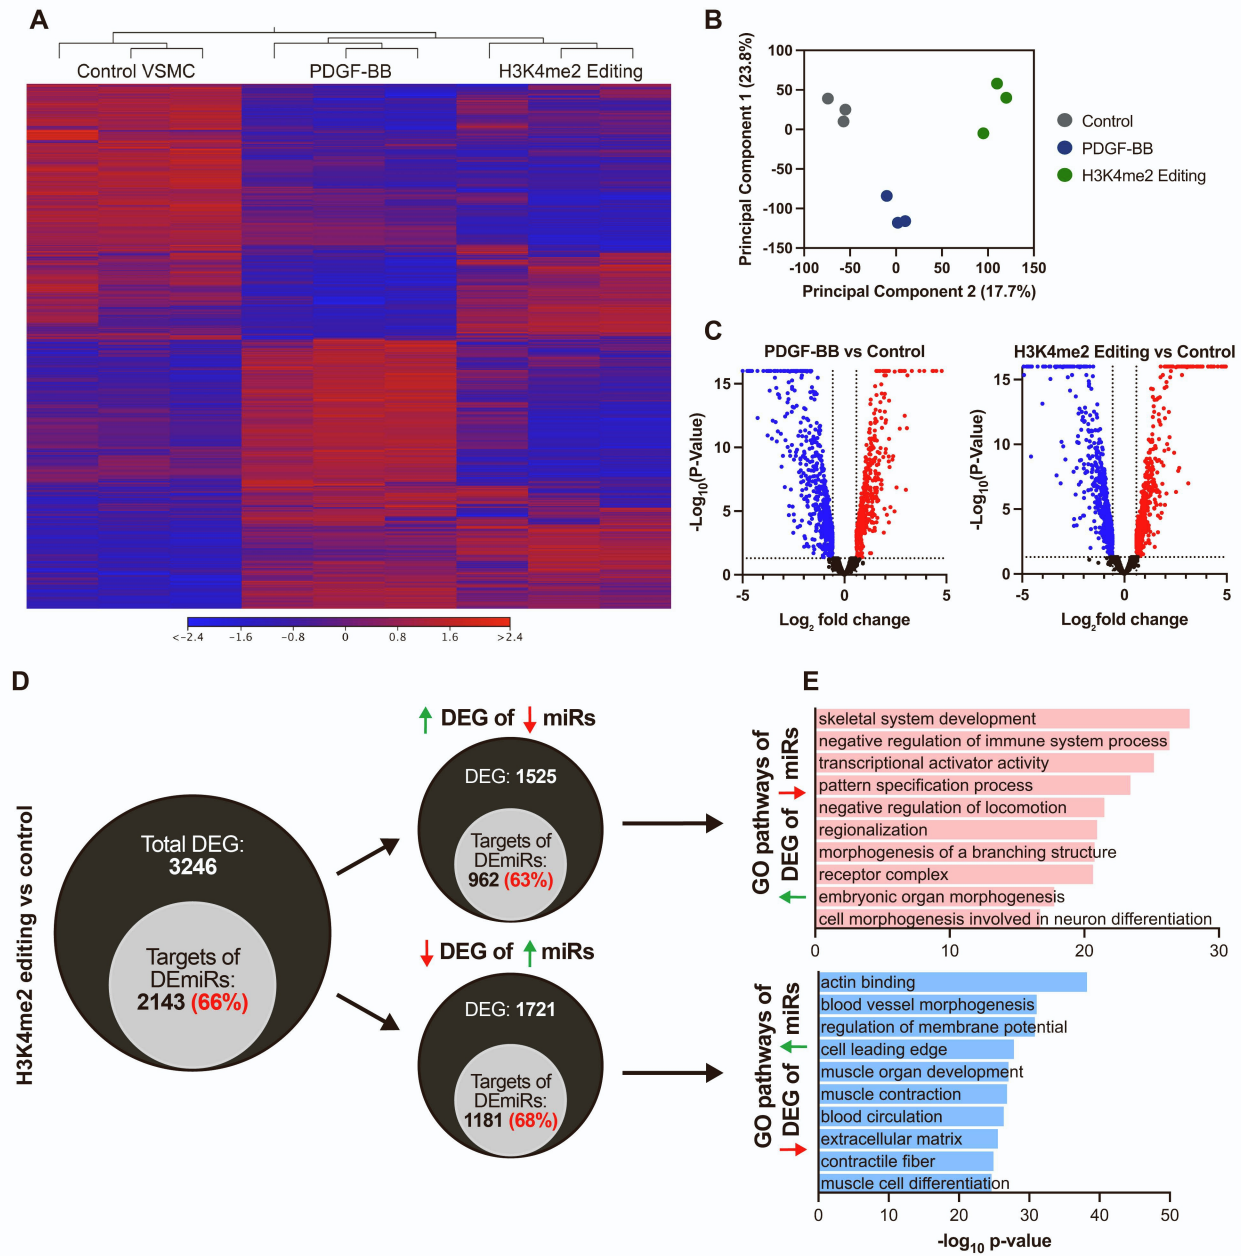 A
Control VSMC
PDGF-BB
H3K4me2 Editing
<-2.4
-1.6
-0.8
0
0.8
1.6
>2.4
B
Principal Component 1 (23.8%)
100
50
0
-50
-100
-150
-100
-50
0
50
100
150
Principal Component 2 (17.7%)
Control
PDGF-BB
H3K4me2 Editing
C
PDGF-BB vs Control
-Log10(P-Value)
15
10
5
0
-5
0
5
Log2 fold change
H3K4me2 Editing vs Control
-Log10(P-Value)
15
10
5
0
-5
0
5
Log2fold change
D
H3K4me2 editing vs control
Total DEG:
3246
Targets of
DEmiRs:
2143 (66%)
↑ DEG of ↓ miRs
DEG: 1525
Targets of
DEmiRs:
962 (63%)
↓ DEG of ↑ miRs
DEG: 1721
Targets of
DEmiRs:
1181 (68%)
E
GO pathways of
↑ DEG of ↓ miRs
skeletal system development
negative regulation of immune system process
transcriptional activator activity
pattern specification process
negative regulation of locomotion
regionalization
morphogenesis of a branching structure
receptor complex
embryonic organ morphogenesis
cell morphogenesis involved in neuron differentiation
0
10
20
30
GO pathways of
↓ DEG of ↑ miRs
actin binding
blood vessel morphogenesis
regulation of membrane potential
cell leading edge
muscle organ development
muscle contraction
blood circulation
extracellular matrix
contractile fiber
muscle cell differentiation
0
10
20
30
40
50
-log10 p-value